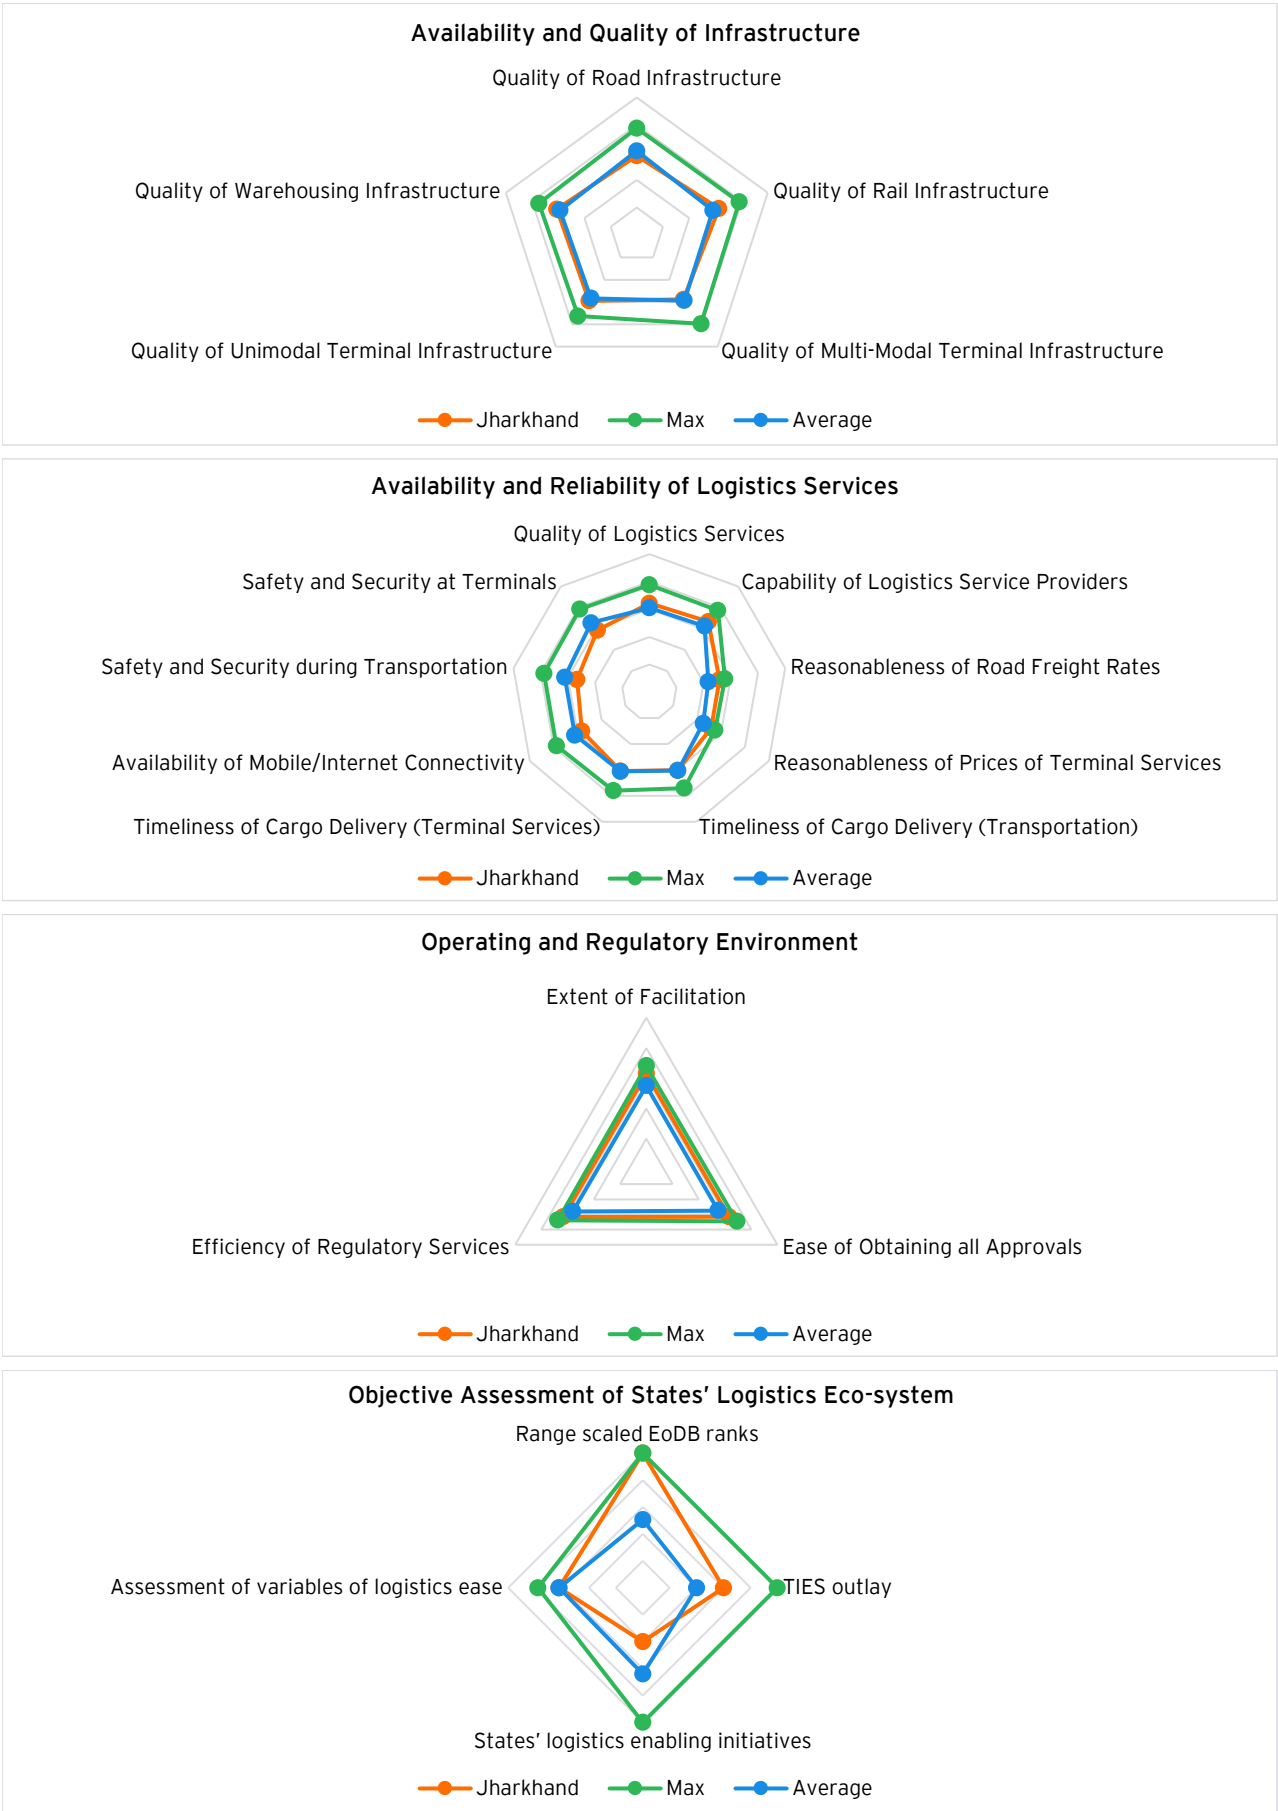 Availability and Quality of Infrastructure
Quality of Road Infrastructure
Quality of Warehousing Infrastructure
Quality of Rail Infrastructure
Quality of Unimodal Terminal Infrastructure
Quality of Multi-Modal Terminal Infrastructure
Jharkhand Max Average
Availability and Reliability of Logistics Services
Quality of Logistics Services
Safety and Security at Terminals
Capability of Logistics Service Providers
Safety and Security during Transportation
Reasonableness of Road Freight Rates
Availability of Mobile/Internet Connectivity
Reasonableness of Prices of Terminal Services
Timeliness of Cargo Delivery (Terminal Services)
Timeliness of Cargo Delivery (Transportation)
Jharkhand Max Average
Operating and Regulatory Environment
Extent of Facilitation
Efficiency of Regulatory Services
Ease of Obtaining all Approvals
Jharkhand Max Average
Objective Assessment of States’ Logistics Eco-system
Range scaled EoDB ranks
Assessment of variables of logistics ease
TIES outlay
States’ logistics enabling initiatives
Jharkhand Max Average